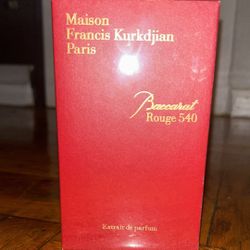 Maison
Francis Kurkdjian
Paris
Baccarat
Rouge 540
Extrait de parfum